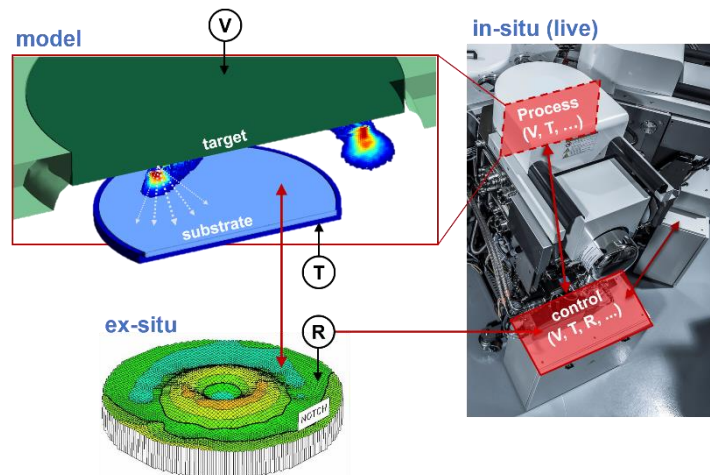 model
V
in-situ (live)
target
substrate
T
Process
(V, T, ...)
control
(V, T, R, ...)
ex-situ
R
NOTCH